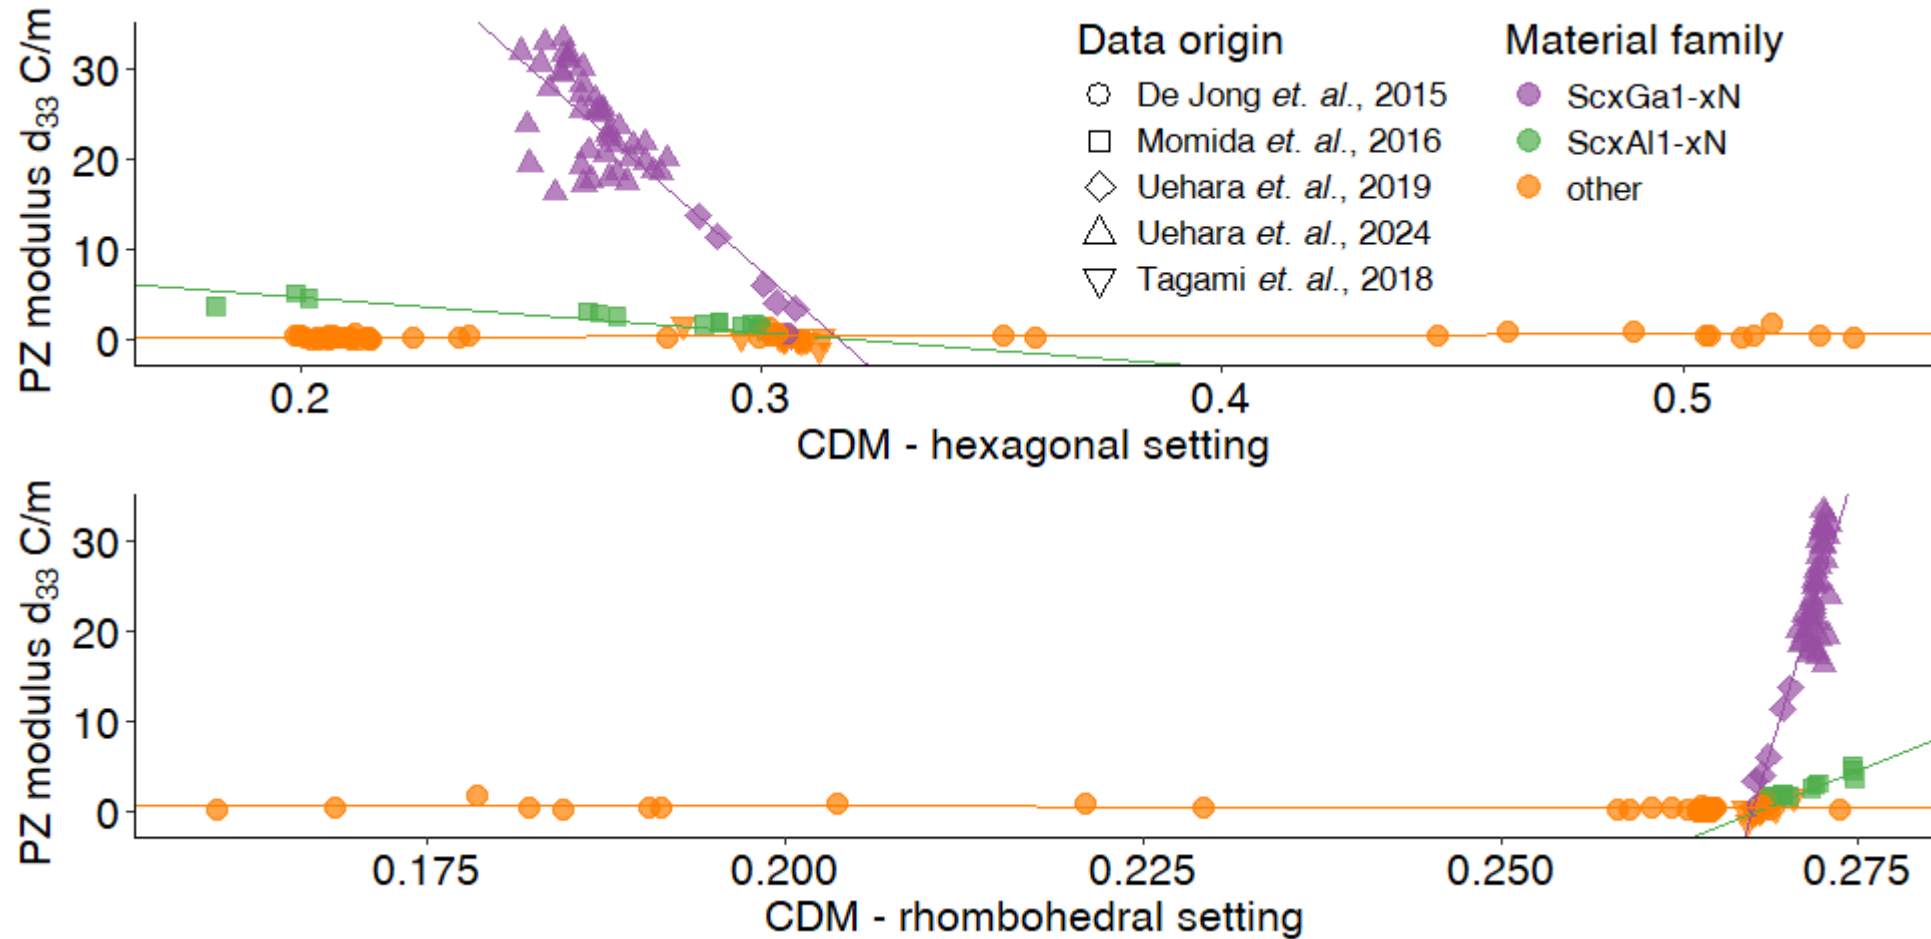 PZ modulus d33 C/m
30
20
10
0
Data origin
De Jong et. al., 2015
Momida et. al., 2016
Uehara et. al., 2019
Uehara et. al., 2024
Tagami et. al., 2018
Material family
ScxGa1-xN
ScxAl1-xN
other
0.2 0.3 0.4 0.5
CDM - hexagonal setting
PZ modulus d33 C/m
30
20
10
0
0.175 0.200 0.225 0.250 0.275
CDM - rhombohedral setting